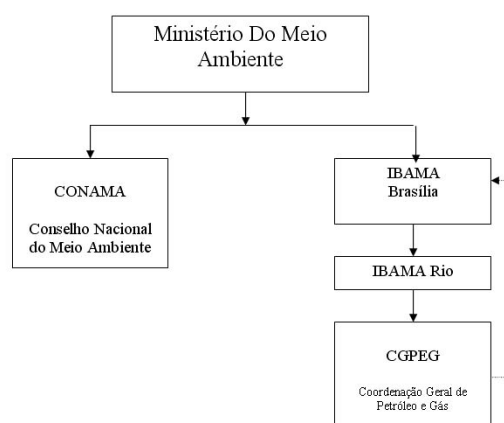 Ministério Do Meio
Ambiente
CONAMA
Conselho Nacional
do Meio Ambiente
IBAMA
Brasília
IBAMA Rio
CGPEG
Coordenação Geral de
Petróleo e Gás